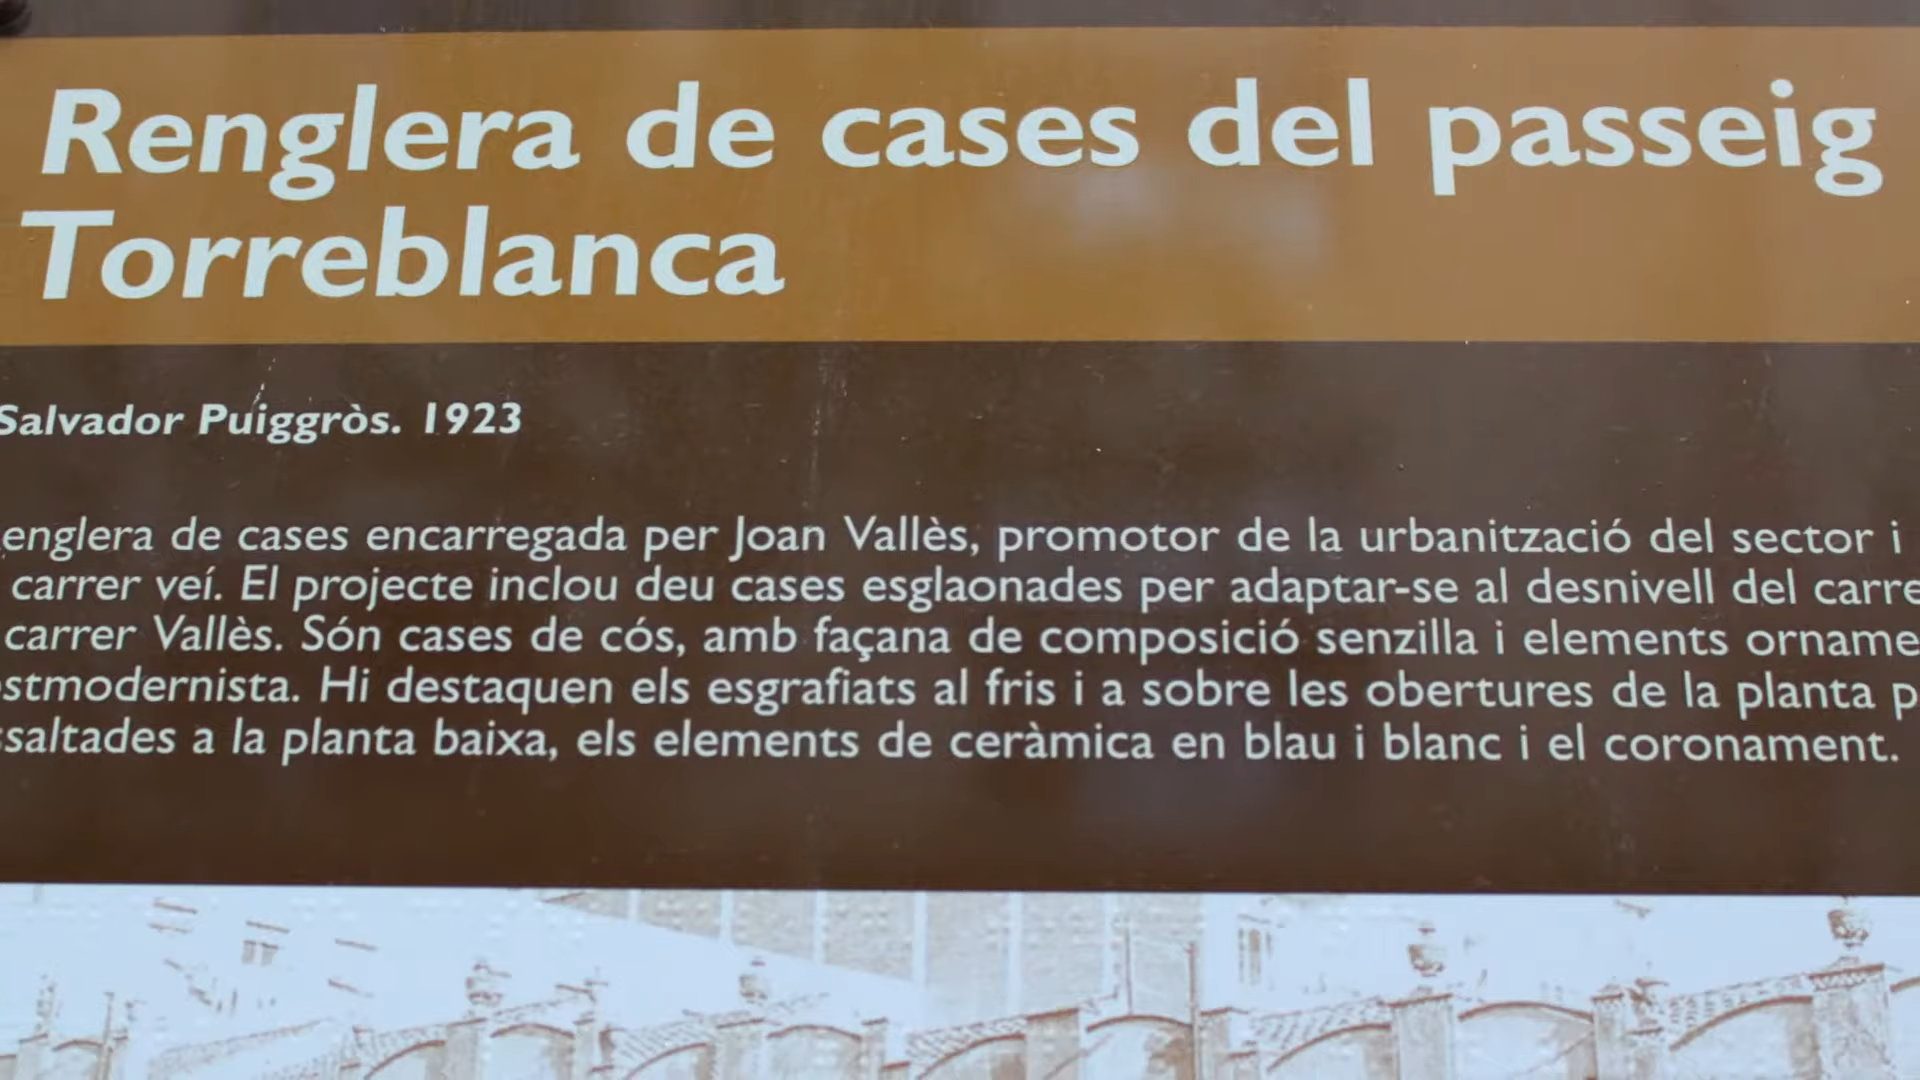 Renglera de cases del passeig
Torreblanca
Salvador Puiggròs. 1923
englera de cases encarregada per Joan Vallès, promotor de la urbanització del sector i
carrer veí. El projecte inclou deu cases esglaonades per adaptar-se al desnivell del carre
carrer Vallès. Són cases de cós, amb façana de composició senzilla i elements orname
stmodernista. Hi destaquen els esgrafiats al fris i a sobre les obertures de la planta p
saltades a la planta baixa, els elements de ceràmica en blau i blanc i el coronament.